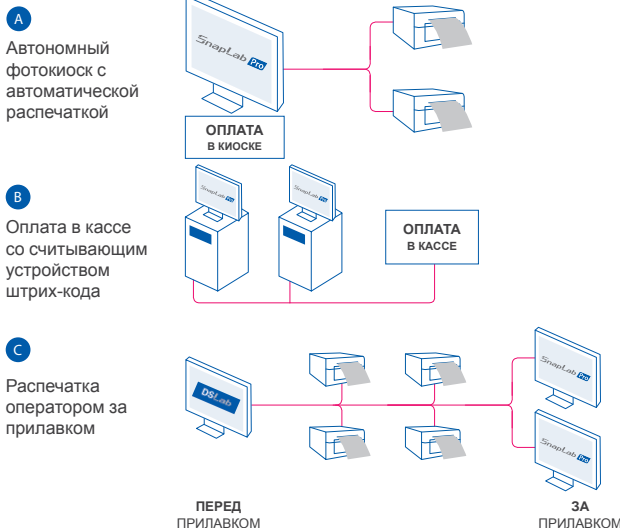 A
Автономный
фотокиоск с
автоматической
распечаткой
SnapLab Pro
ОПЛАТА
В КИОСКЕ
B
Оплата в кассе
со считывающим
устройством
штрих-кода
SnapLab Pro
SnapLab Pro
ОПЛАТА
В КАССЕ
C
Распечатка
оператором за
прилавком
DSLab
SnapLab Pro
SnapLab Pro
ПЕРЕД
ПРИЛАВКОМ
ЗА
ПРИЛАВКОМ